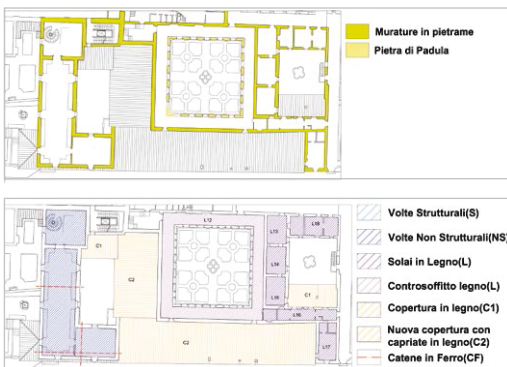 Murature in pietrame
Pietra di Padula
Volte Strutturali(S)
Volte Non Strutturali(NS)
Solai in Legno(L)
Controsoffitto legno(L)
Copertura in legno(C1)
Nuova copertura con
capriate in legno(C2)
Catene in Ferro(CF)
L12
C1
L13
L18
L14
C2
L15
C1
L16
C2
L17